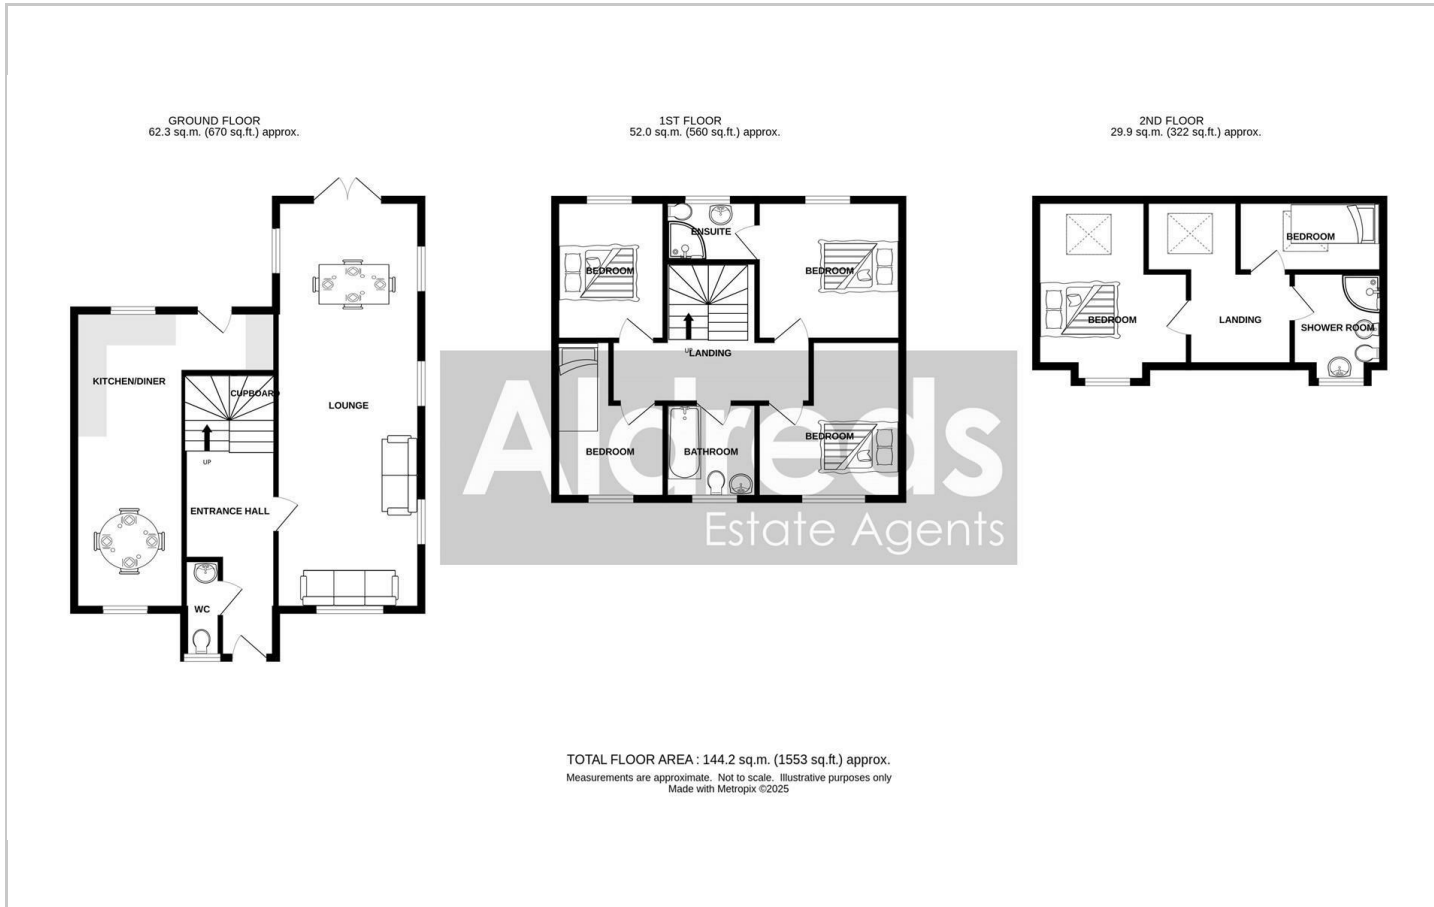 GROUND FLOOR
62.3 sq.m. (670 sq.ft.) approx.
KITCHEN/DINER
CUPBOARD
LOUNGE
UP
ENTRANCE HALL
WC
1ST FLOOR
52.0 sq.m. (560 sq.ft.) approx.
ENSUITE
BEDROOM
BEDROOM
UP
LANDING
BEDROOM
BEDROOM
BATHROOM
Aldreds
Estate Agents
2ND FLOOR
29.9 sq.m. (322 sq.ft.) approx.
BEDROOM
BEDROOM
LANDING
SHOWER ROOM
TOTAL FLOOR AREA : 144.2 sq.m. (1553 sq.ft.) approx.
Measurements are approximate. Not to scale. Illustrative purposes only
Made with Metropix ©2025